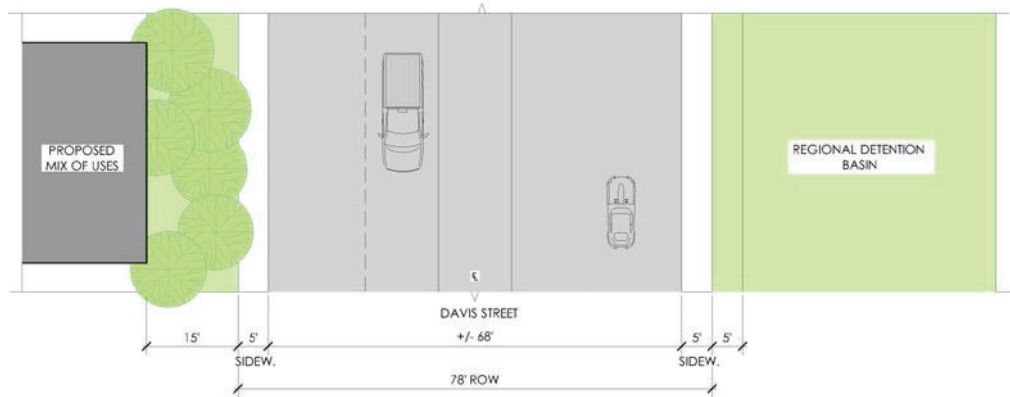 PROPOSED
MIX OF USES
REGIONAL DETENTION
BASIN
℄
DAVIS STREET
15'
5'
+/- 68'
5'
5'
SIDEW.
SIDEW.
78' ROW